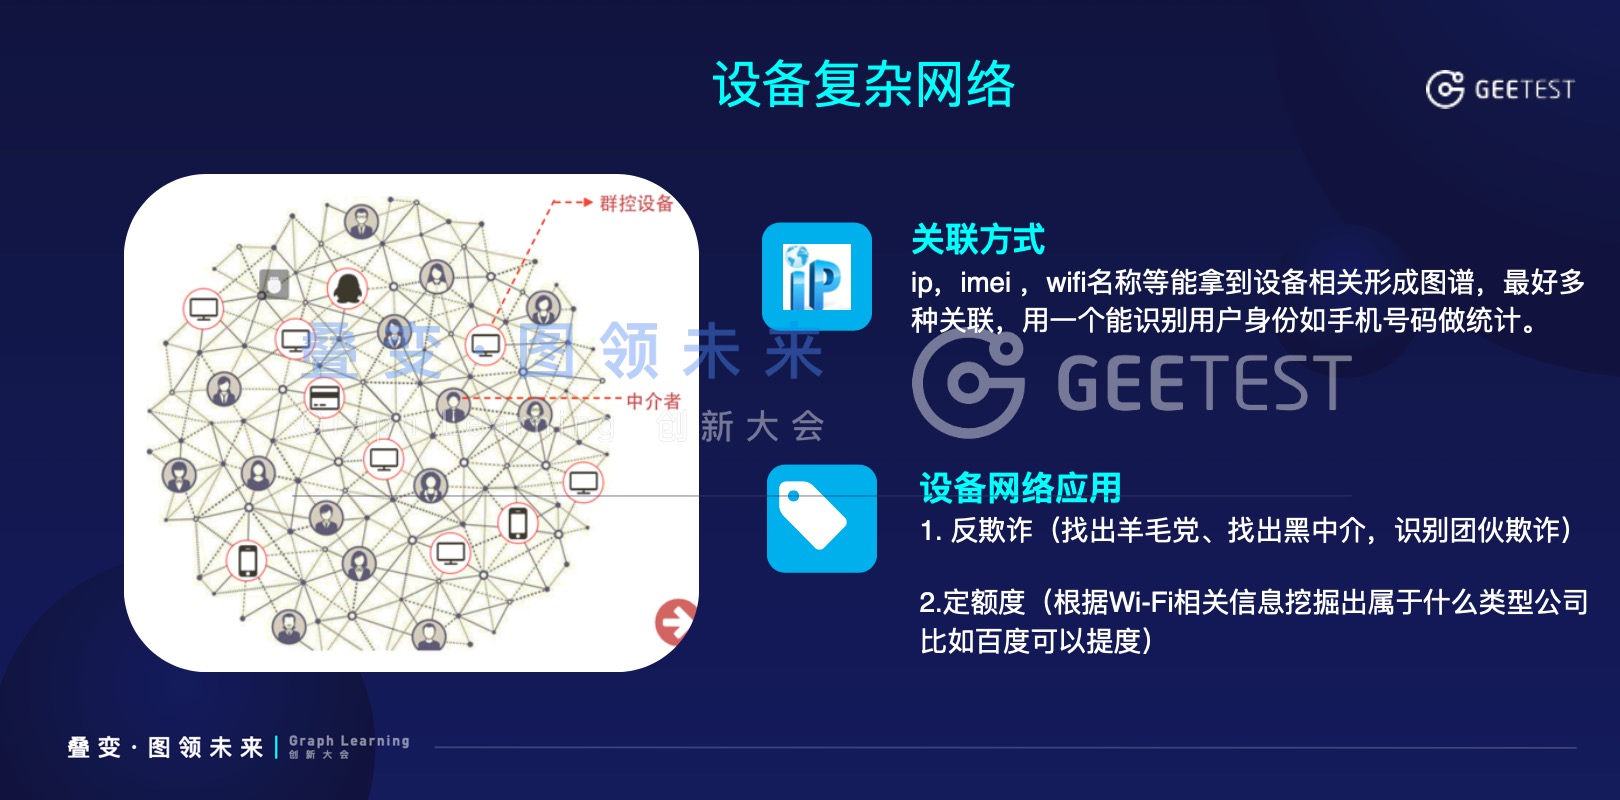 设备复杂网络
GEETEST
群控设备
中介者
iP
关联方式
ip，imei ，wifi名称等能拿到设备相关形成图谱，最好多
种关联，用一个能识别用户身份如手机号码做统计。
叠变·图领未来
Graph Learning 创新大会
GEETEST
设备网络应用
1. 反欺诈（找出羊毛党、找出黑中介，识别团伙欺诈）
2.定额度（根据Wi-Fi相关信息挖掘出属于什么类型公司
比如百度可以提度）
叠变·图领未来
Graph Learning
创新大会